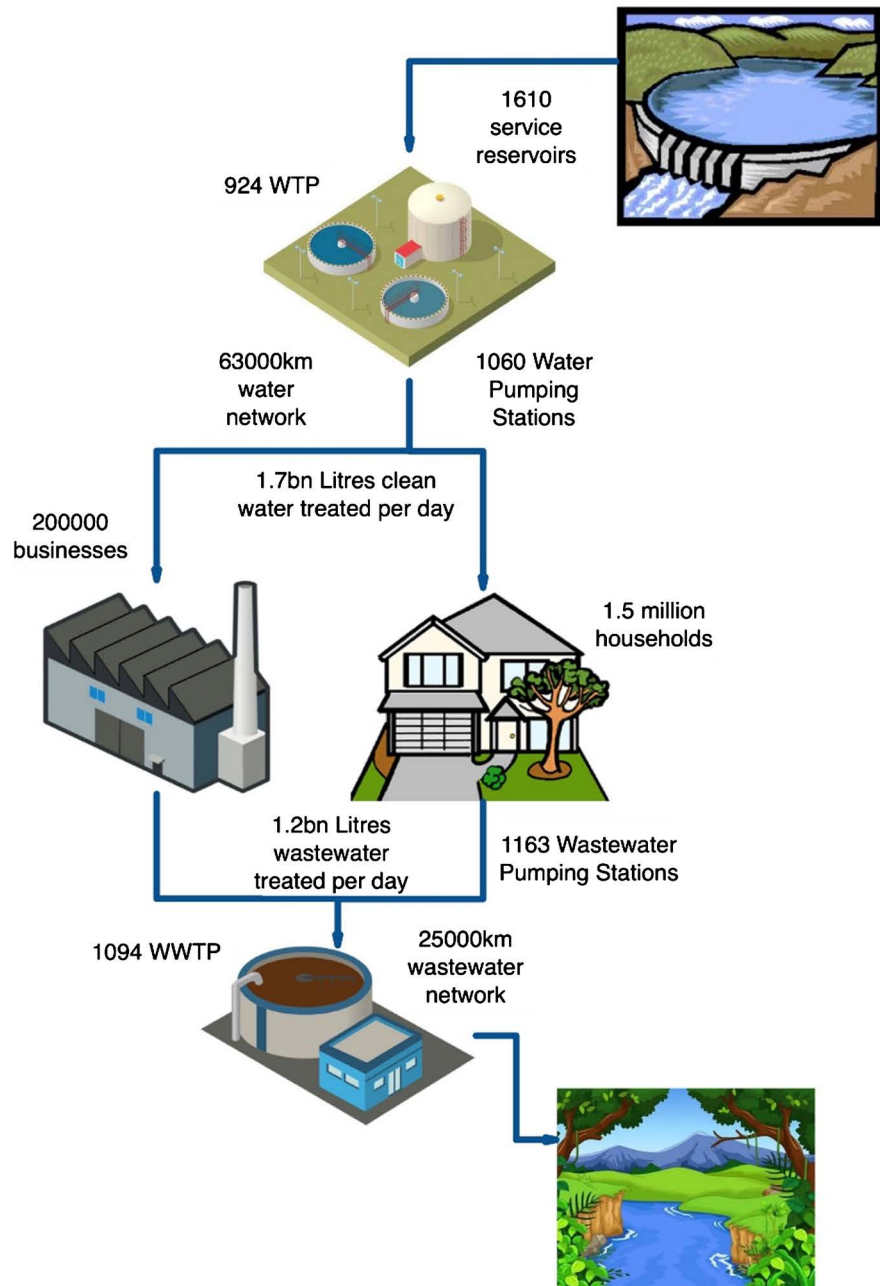 1610
service
reservoirs
924 WTP
63000km
water
network
1060 Water
Pumping
Stations
1.7bn Litres clean
water treated per day
200000
businesses
1.5 million
households
1.2bn Litres
wastewater
treated per day
1163 Wastewater
Pumping Stations
1094 WWTP
25000km
wastewater
network